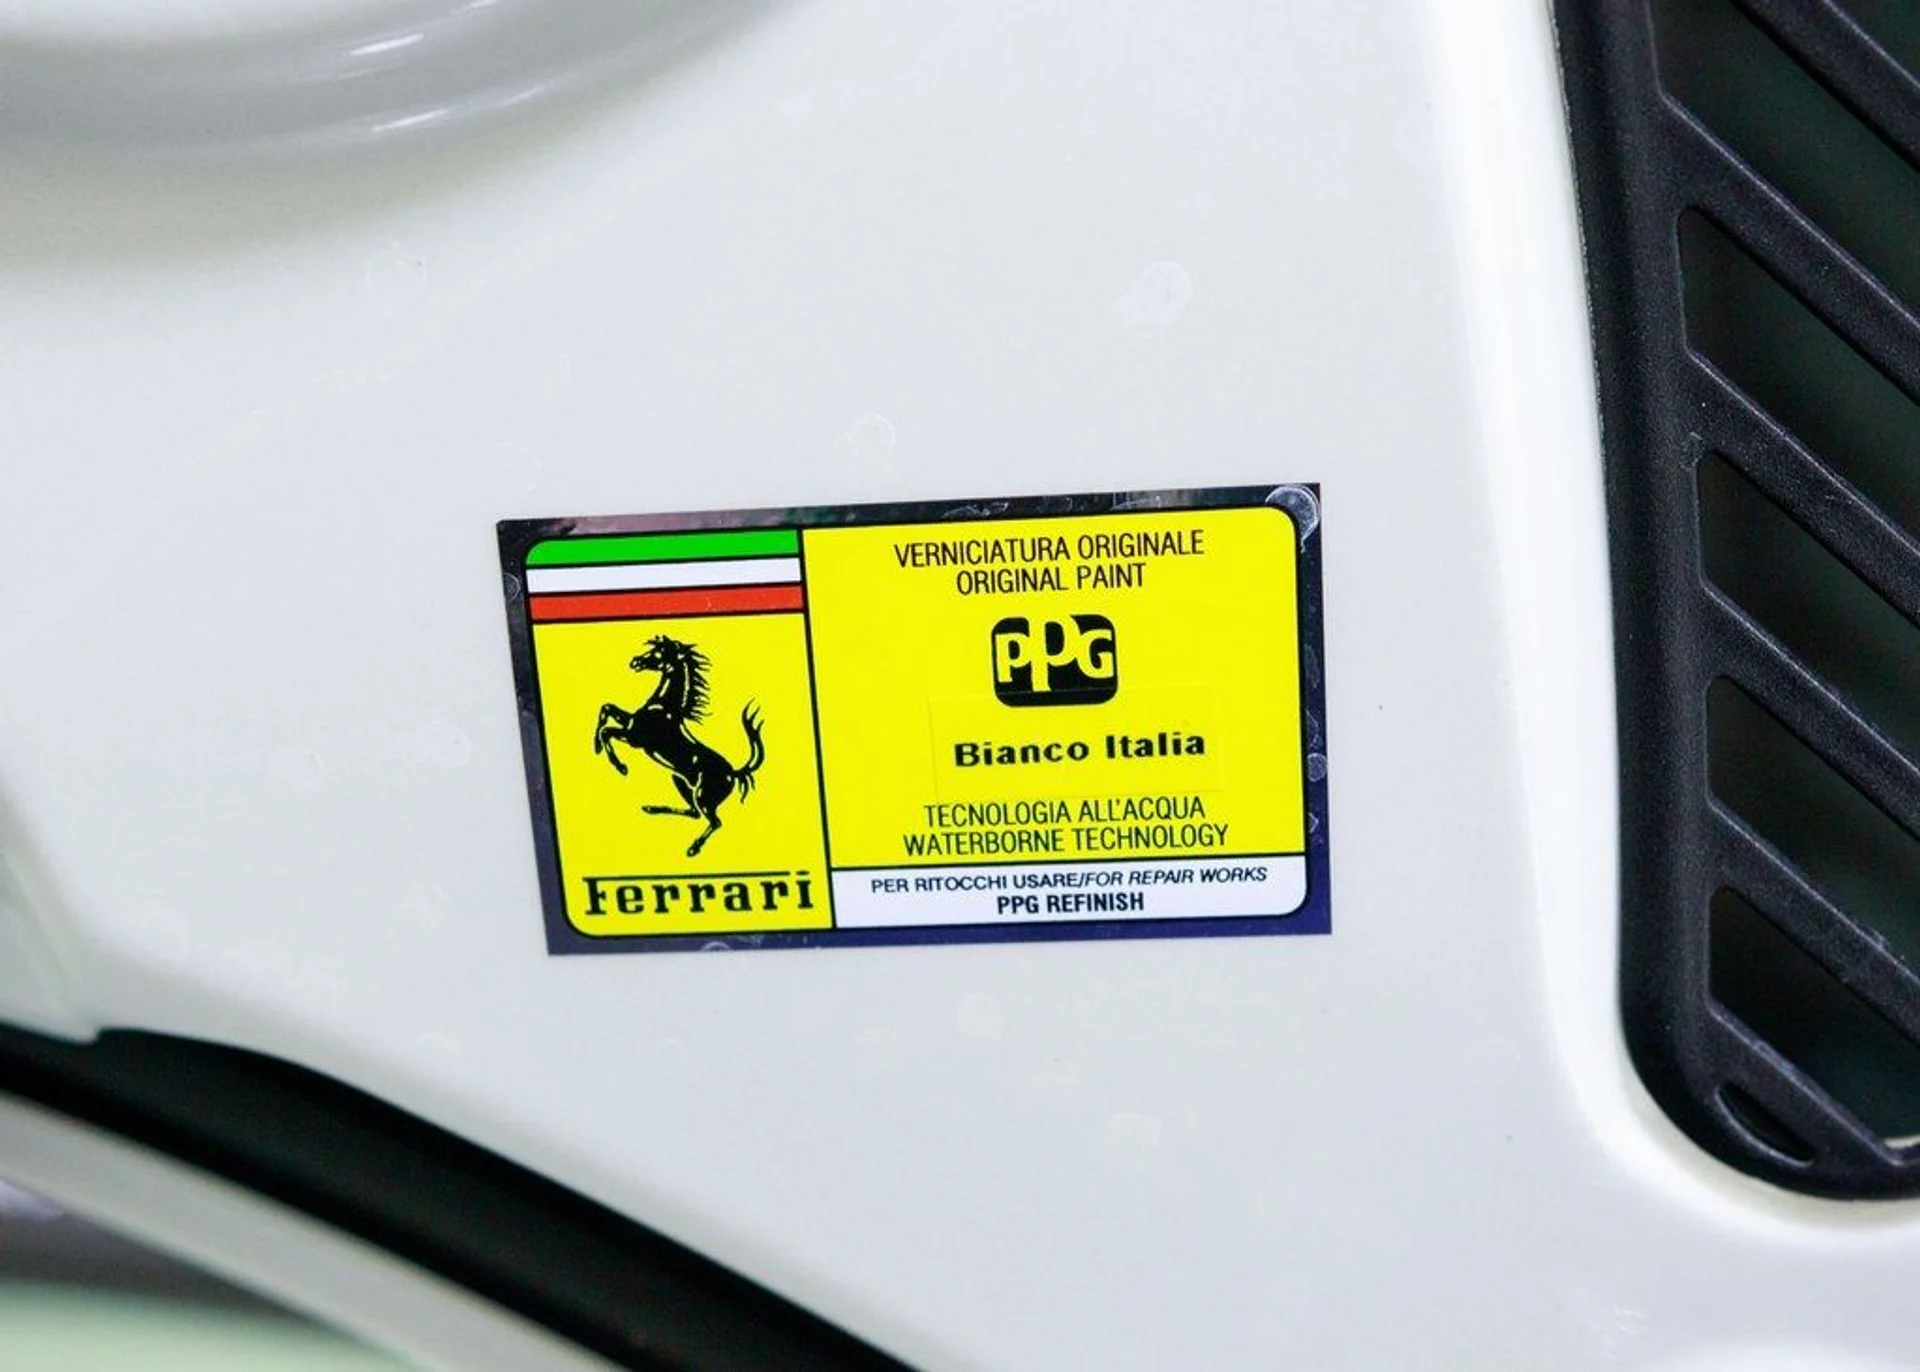 VERNICIATURA ORIGINALE
ORIGINAL PAINT
PPG
Bianco Italia
TECNOLOGIA ALL'ACQUA
WATERBORNE TECHNOLOGY
Ferrari
PER RITOCCHI USARE/FOR REPAIR WORKS
PPG REFINISH